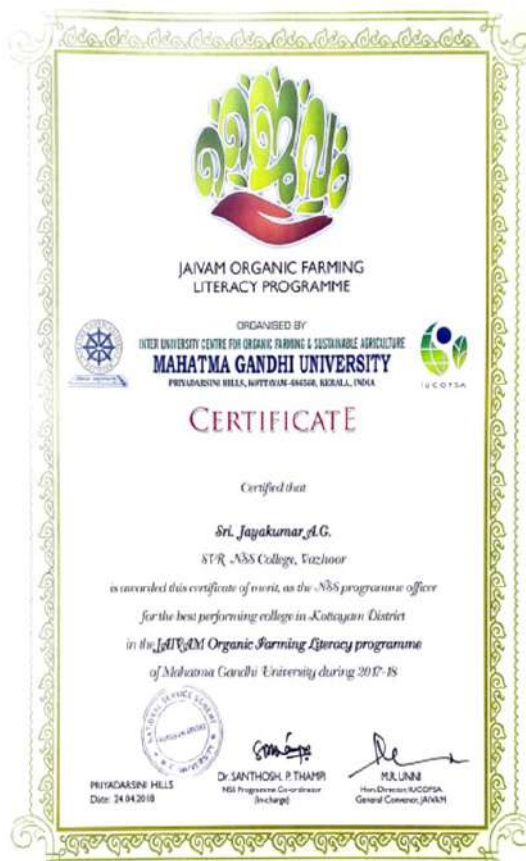 ജൈവം
JAIVAM ORGANIC FARMING
LITERACY PROGRAMME
ORGANISED BY
INTER UNIVERSITY CENTRE FOR ORGANIC FARMING & SUSTAINABLE AGRICULTURE
MAHATMA GANDHI UNIVERSITY
PRIYADARSINI HILLS, KOTTAYAM-686560, KERALA, INDIA
IUCOFSA
CERTIFICATE
Certified that
Sri. Jayakumar A.G.
SVR NSS College, Vazhoor
is awarded this certificate of merit, as the NSS programme officer
for the best performing college in Kottayam District
in the JAIVAM Organic Farming Literacy programme
of Mahatma Gandhi University during 2017-18
NATIONAL SERVICE SCHEME
PRIYADARSINI HILLS
Date: 24.04.2018
Dr. SANTHOSH. P. THAMPI
NSS Programme Co-ordinator
(In-charge)
M.R. UNNI
Hon. Director, IUCOFSA
General Convenor, JAIVAM